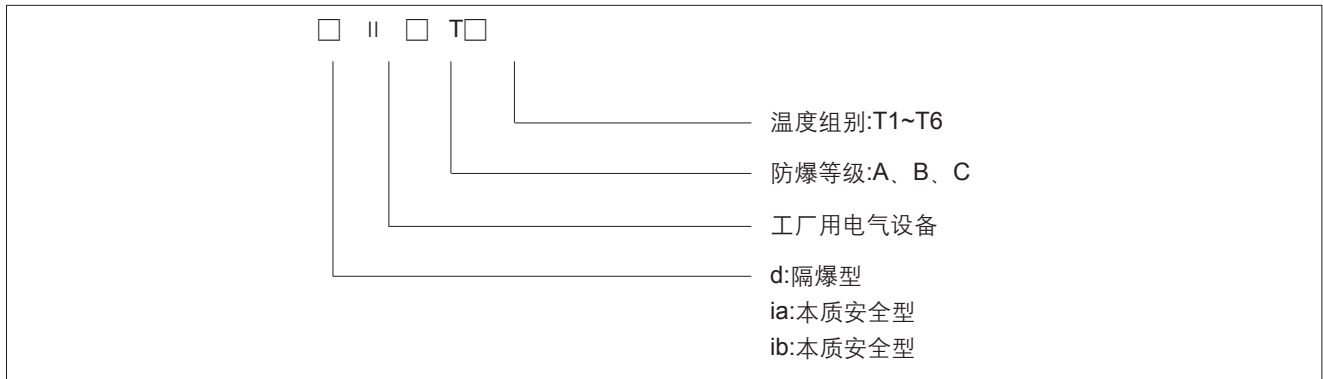 □ Ⅱ □ T□
温度组别:T1~T6
防爆等级:A、B、C
工厂用电气设备
d:隔爆型
ia:本质安全型
ib:本质安全型